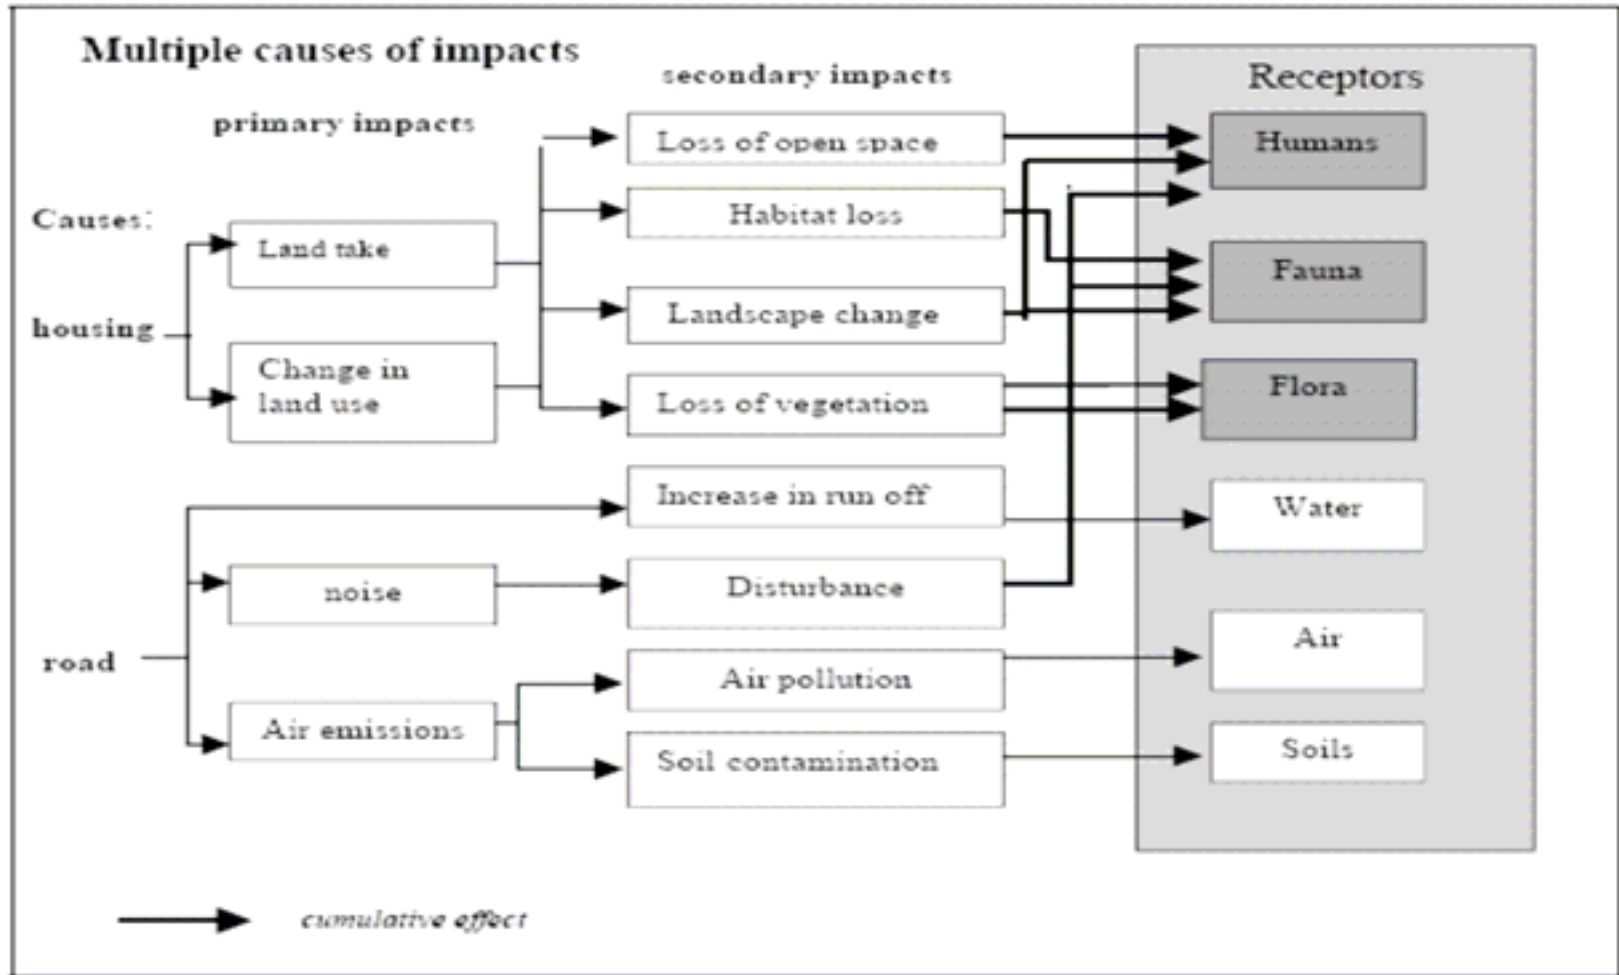 Multiple causes of impacts
primary impacts
secondary impacts
Receptors
Causes:
housing
road
Land take
Change in
land use
noise
Air emissions
Loss of open space
Habitat loss
Landscape change
Loss of vegetation
Increase in run off
Disturbance
Air pollution
Soil contamination
Humans
Fauna
Flora
Water
Air
Soils
cumulative effect